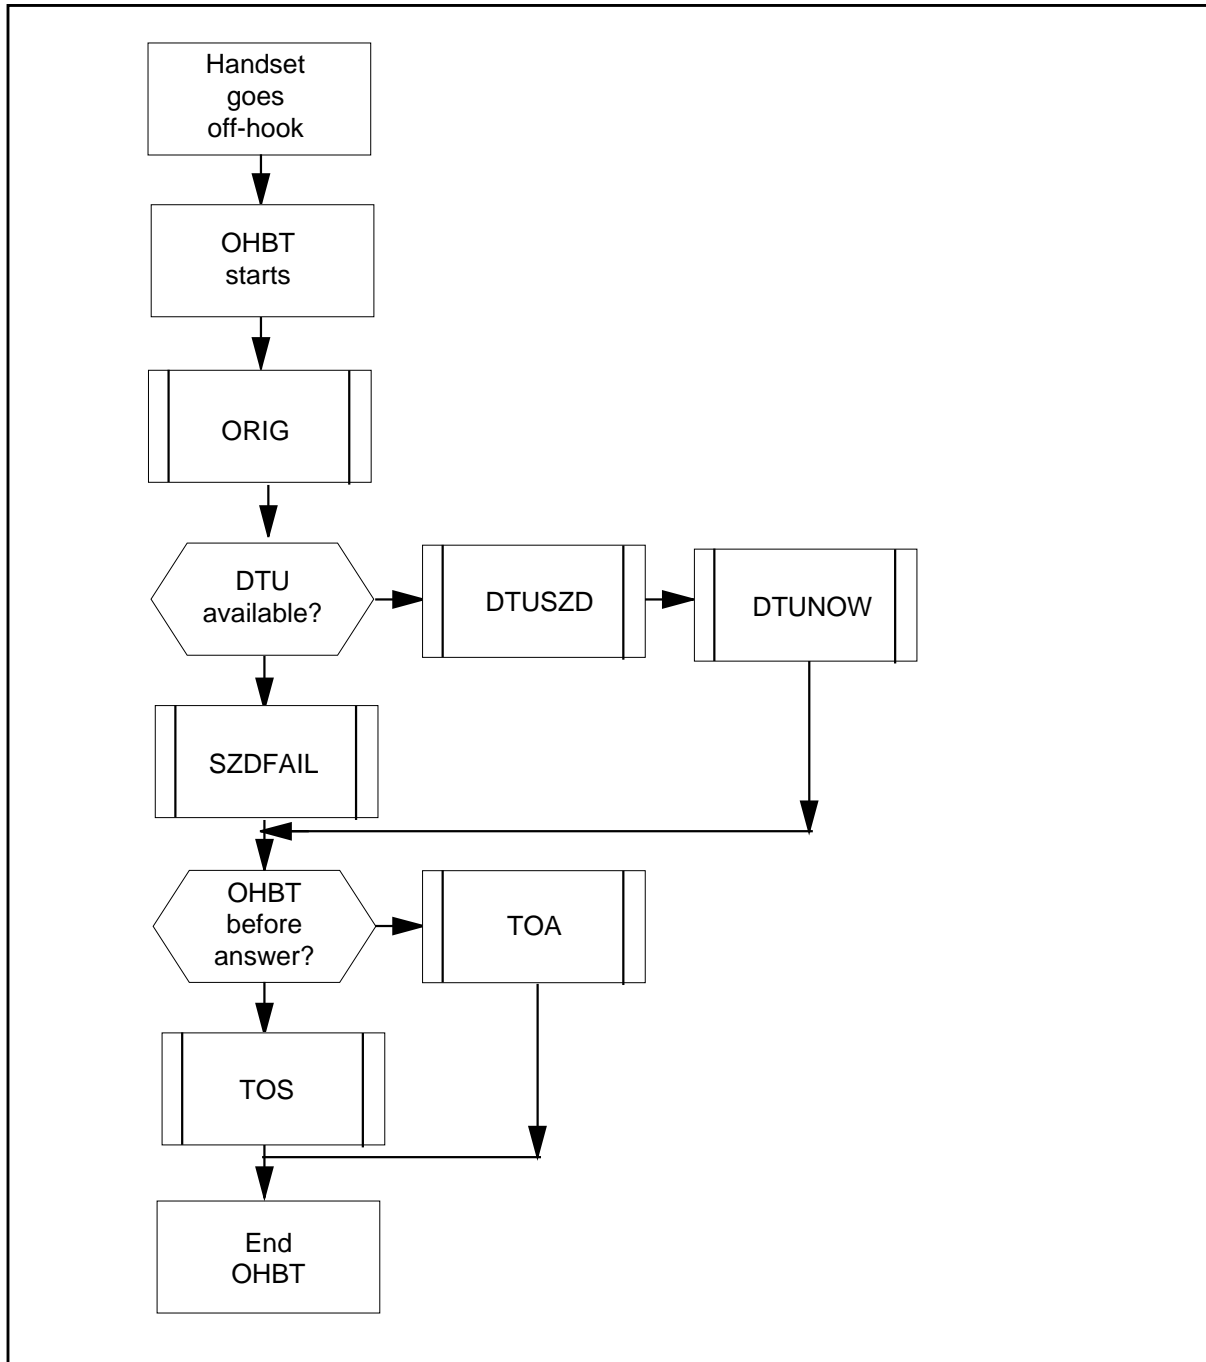 Handset
goes
off-hook
OHBT
starts
ORIG
DTU
available?
DTUSZD
DTUNOW
SZDFAIL
OHBT
before
answer?
TOA
TOS
End
OHBT